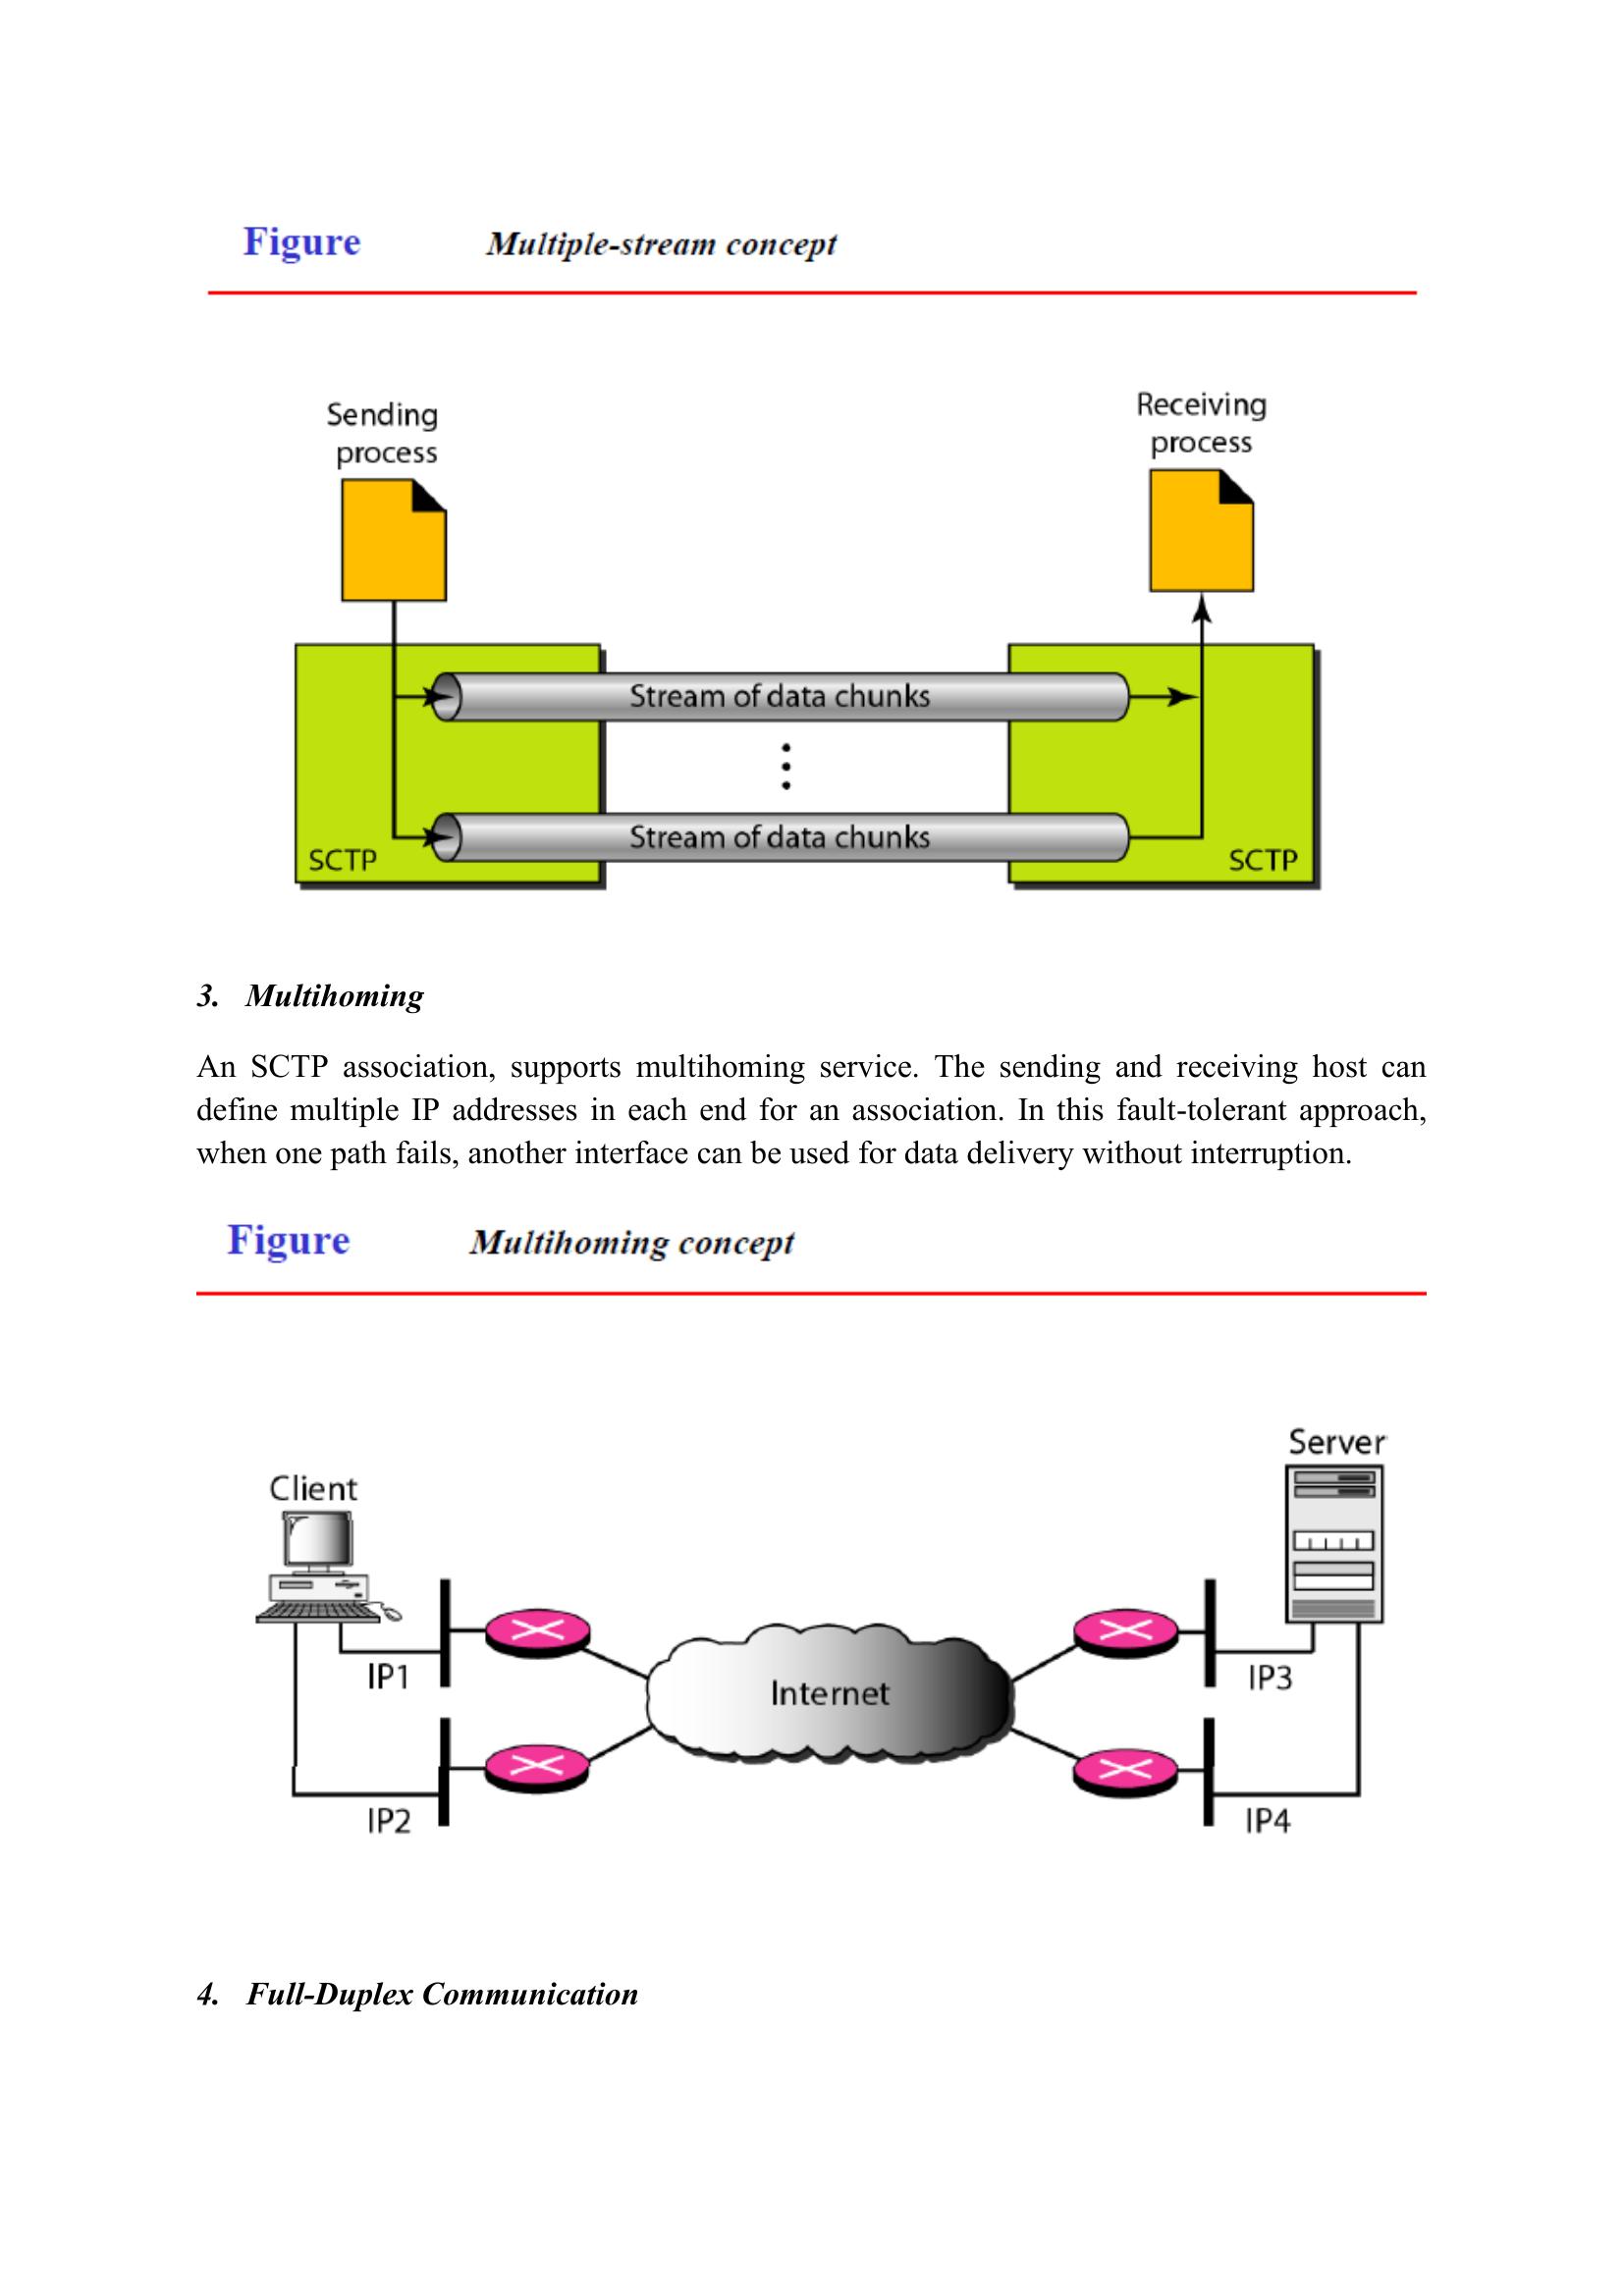 Figure Multiple-stream concept
Sending
process
Receiving
process
Stream of data chunks
Stream of data chunks
SCTP
SCTP
3. Multihoming
An SCTP association, supports multihoming service. The sending and receiving host can
define multiple IP addresses in each end for an association. In this fault-tolerant approach,
when one path fails, another interface can be used for data delivery without interruption.
Figure Multihoming concept
Client
Server
IP1
Internet
IP3
IP2
IP4
4. Full-Duplex Communication